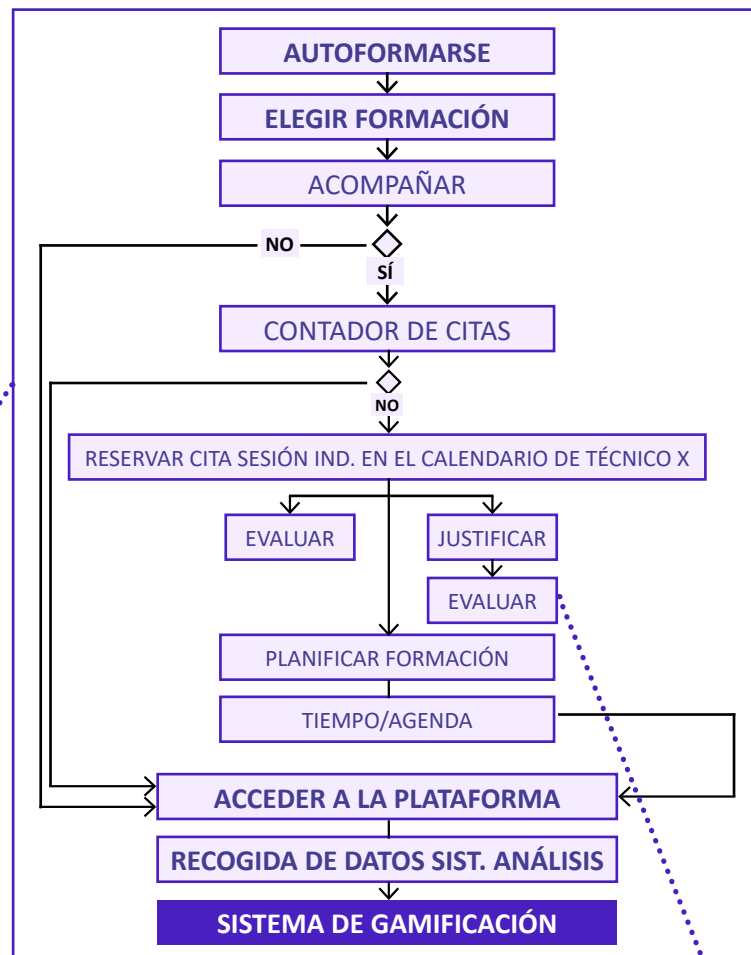 AUTOFORMARSE
ELEGIR FORMACIÓN
ACOMPAÑAR
NO
SÍ
CONTADOR DE CITAS
NO
RESERVAR CITA SESIÓN IND. EN EL CALENDARIO DE TÉCNICO X
EVALUAR
JUSTIFICAR
EVALUAR
PLANIFICAR FORMACIÓN
TIEMPO/AGENDA
ACCEDER A LA PLATAFORMA
RECOGIDA DE DATOS SIST. ANÁLISIS
SISTEMA DE GAMIFICACIÓN